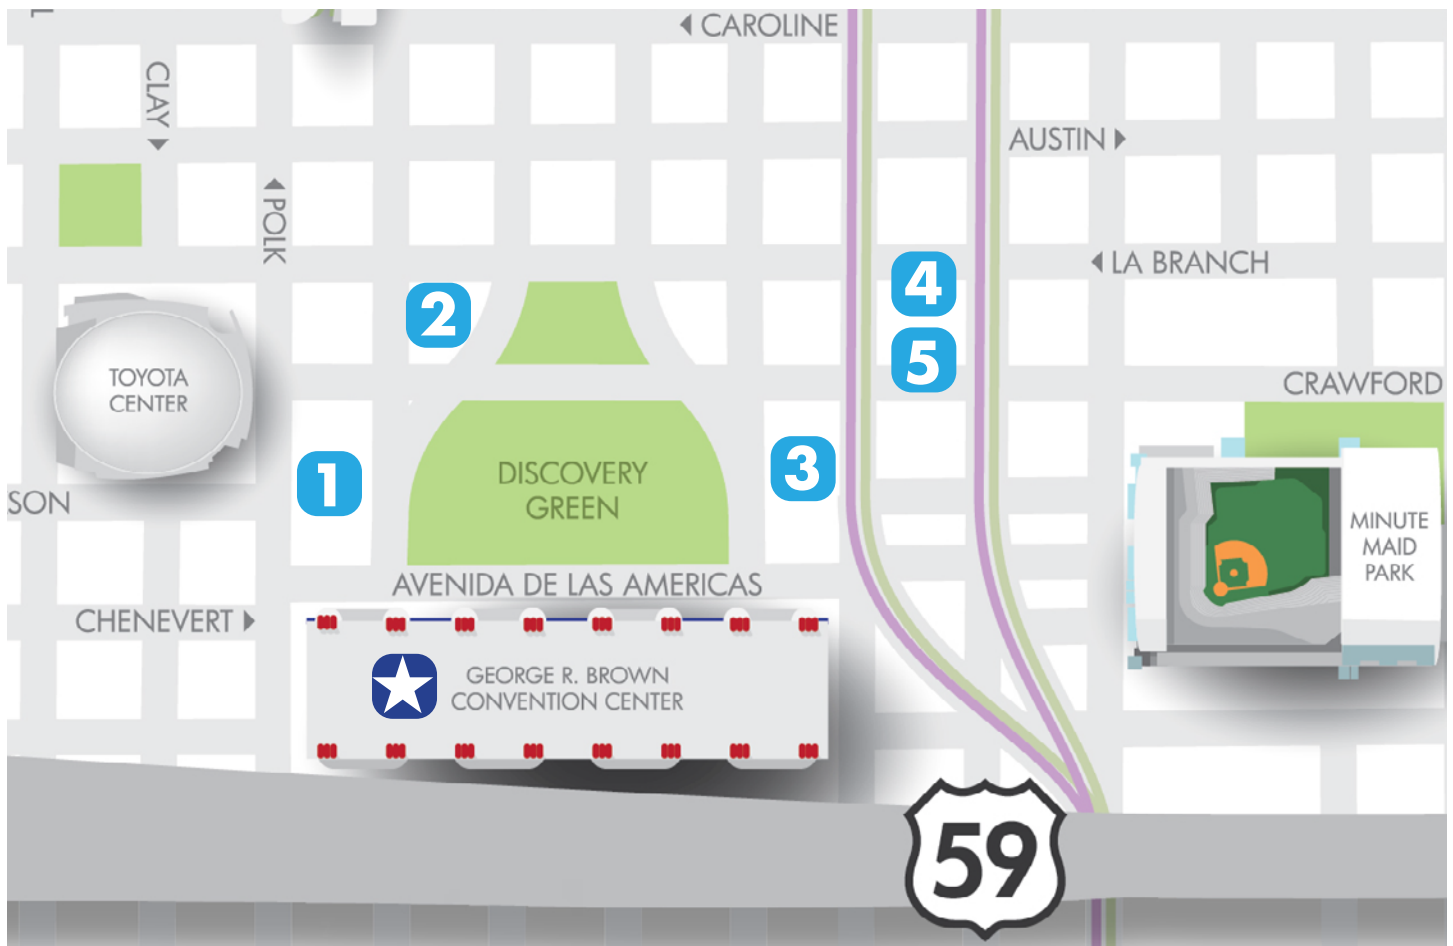 CAROLINE
CLAY
AUSTIN
POLK
LA BRANCH
4
2
5
TOYOTA
CENTER
CRAWFORD
3
1
DISCOVERY
GREEN
SON
MINUTE
MAID
PARK
AVENIDA DE LAS AMERICAS
CHENEVERT
GEORGE R. BROWN
CONVENTION CENTER
59